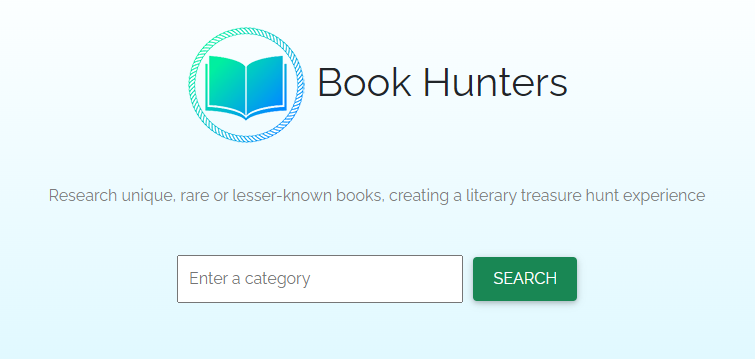 Book Hunters
Research unique, rare or lesser-known books, creating a literary treasure hunt experience
Enter a category
SEARCH